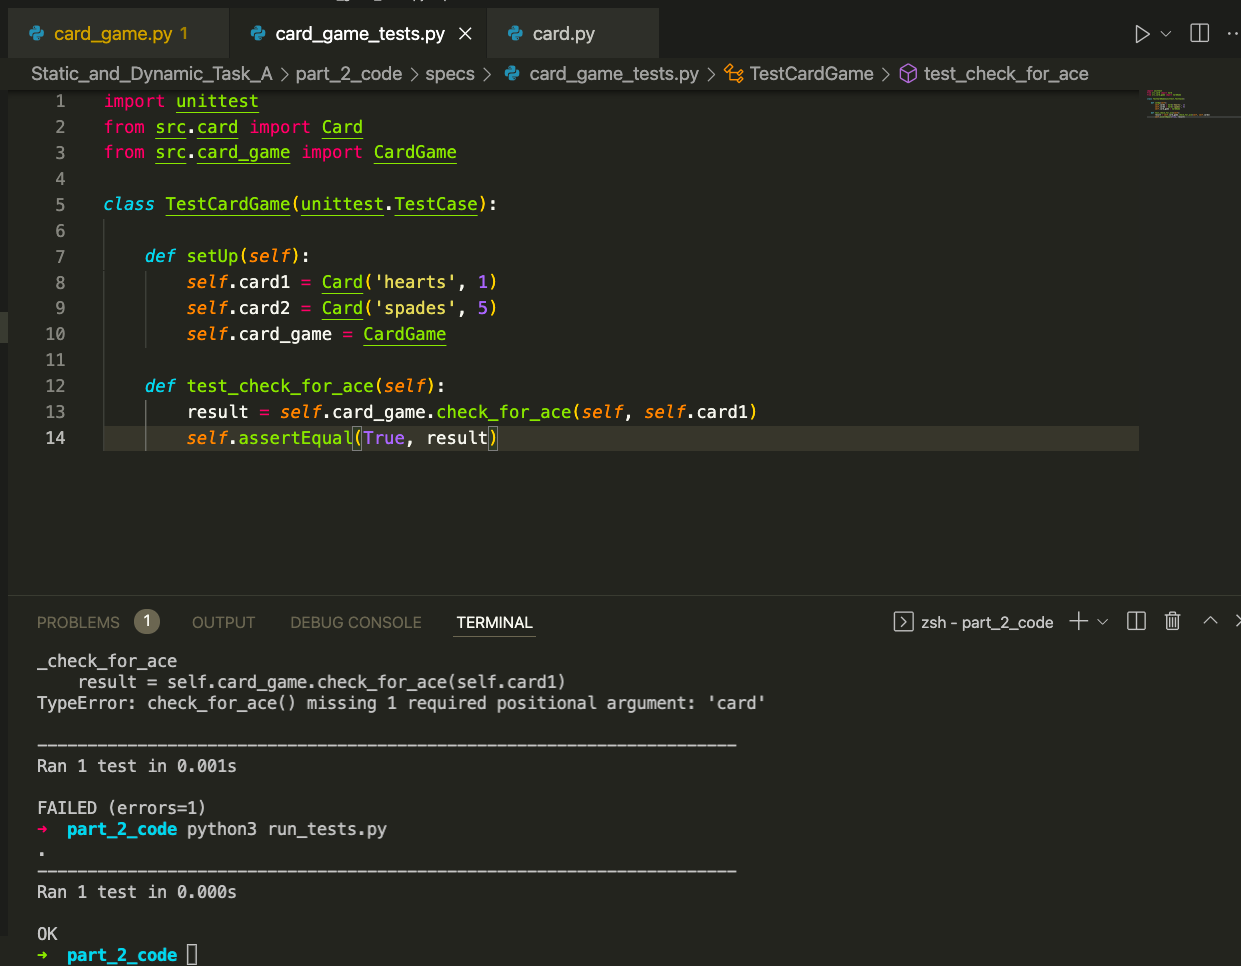 card_game.py 1 card_game_tests.py card.py
Static_and_Dynamic_Task_A > part_2_code > specs > card_game_tests.py > TestCardGame > test_check_for_ace
1 import unittest
2 from src.card import Card
3 from src.card_game import CardGame
4
5 class TestCardGame(unittest.TestCase):
6
7 def setUp(self):
8 self.card1 = Card('hearts', 1)
9 self.card2 = Card('spades', 5)
10 self.card_game = CardGame
11
12 def test_check_for_ace(self):
13 result = self.card_game.check_for_ace(self, self.card1)
14 self.assertEqual(True, result)
PROBLEMS 1 OUTPUT DEBUG CONSOLE TERMINAL zsh - part_2_code
_check_for_ace
result = self.card_game.check_for_ace(self.card1)
TypeError: check_for_ace() missing 1 required positional argument: 'card'
----------------------------------------------------------------------
Ran 1 test in 0.001s
FAILED (errors=1)
→ part_2_code python3 run_tests.py
.
----------------------------------------------------------------------
Ran 1 test in 0.000s
OK
→ part_2_code